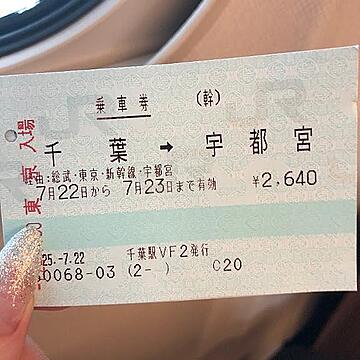 乗車券 (幹)
千葉 → 宇都宮
由:総武・東京・新幹線・宇都宮
7月22日から 7月23日まで有効 ¥2,640
東京 入場
25.-7.22 千葉駅VF2発行
0068-03 (2- ) C20